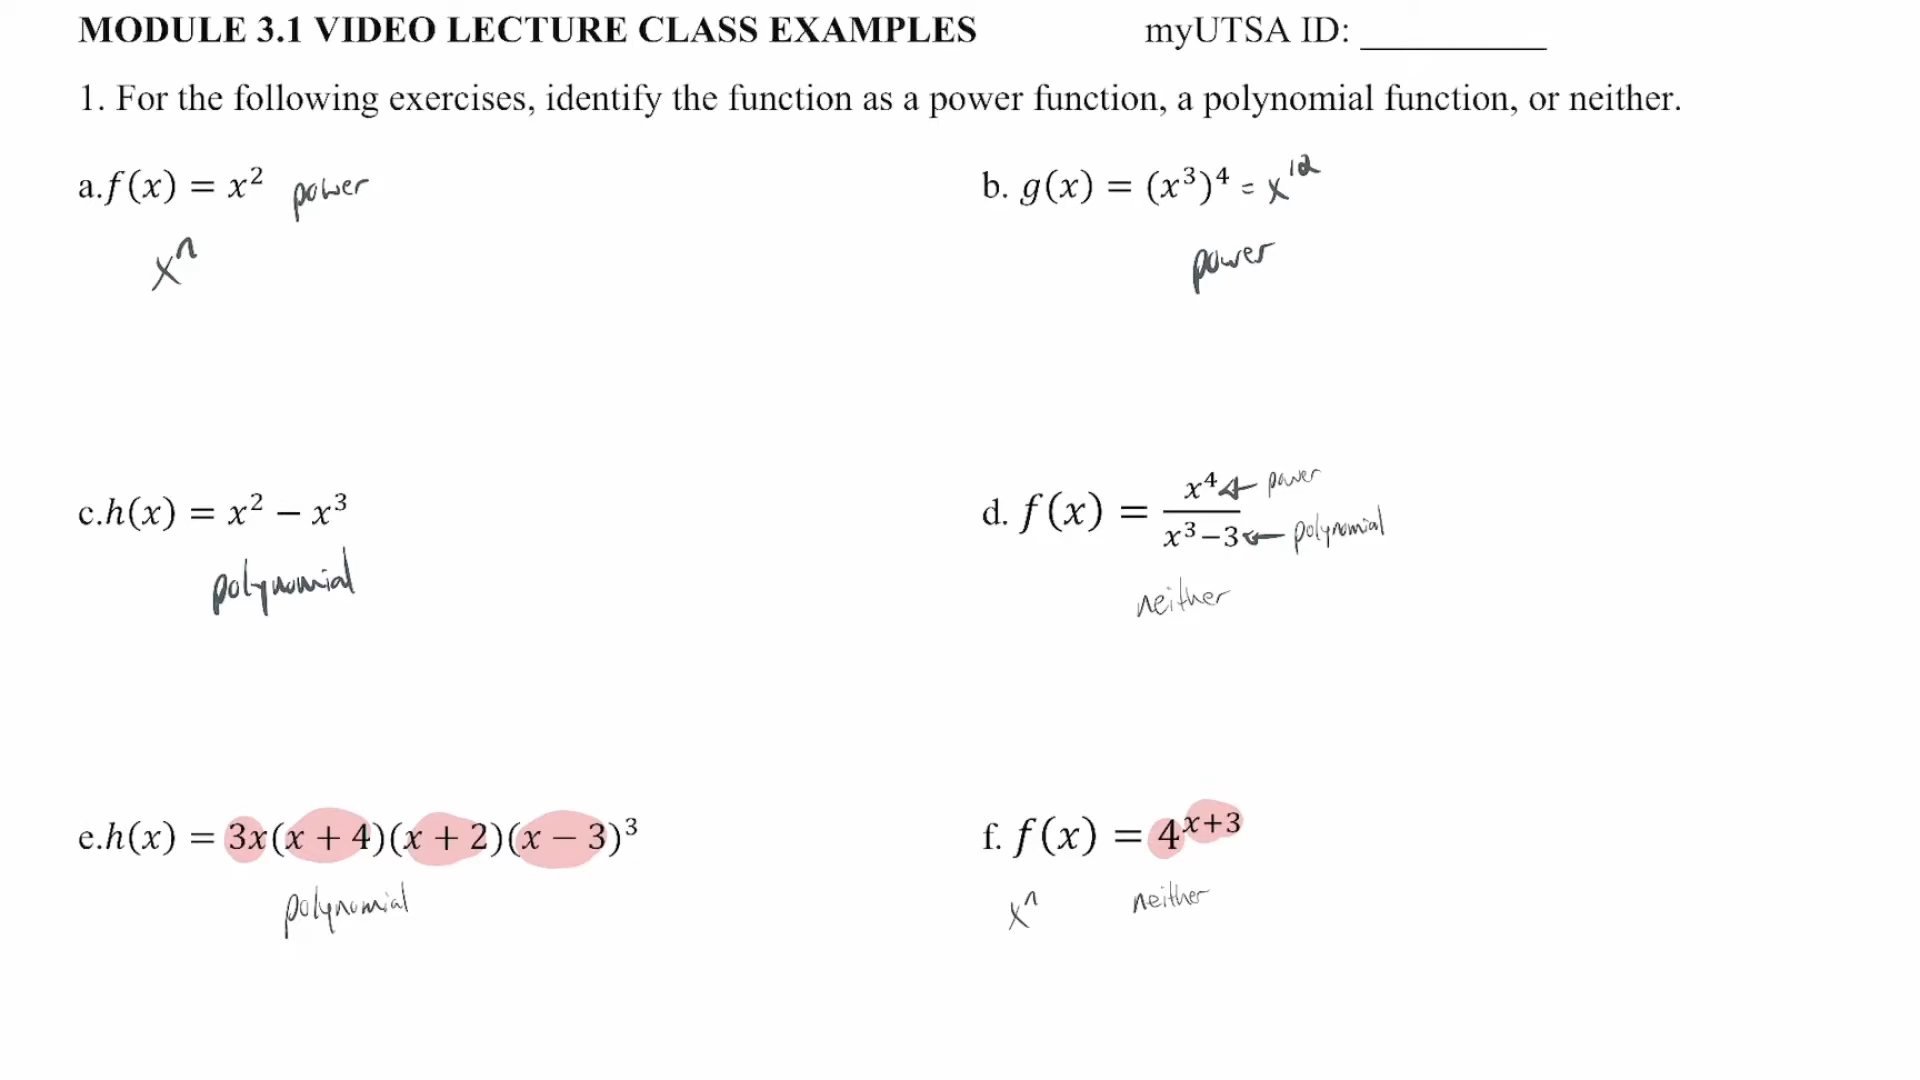 MODULE 3.1 VIDEO LECTURE CLASS EXAMPLES myUTSA ID: __________
1. For the following exercises, identify the function as a power function, a polynomial function, or neither.
a. f(x) = x² power
xⁿ
b. g(x) = (x³)⁴ = x¹²
power
c. h(x) = x² − x³
polynomial
d. f(x) = x⁴/(x³−3) ← power ← polynomial
neither
e. h(x) = 3x(x + 4)(x + 2)(x − 3)³
polynomial
f. f(x) = 4ˣ⁺³
xⁿ neither